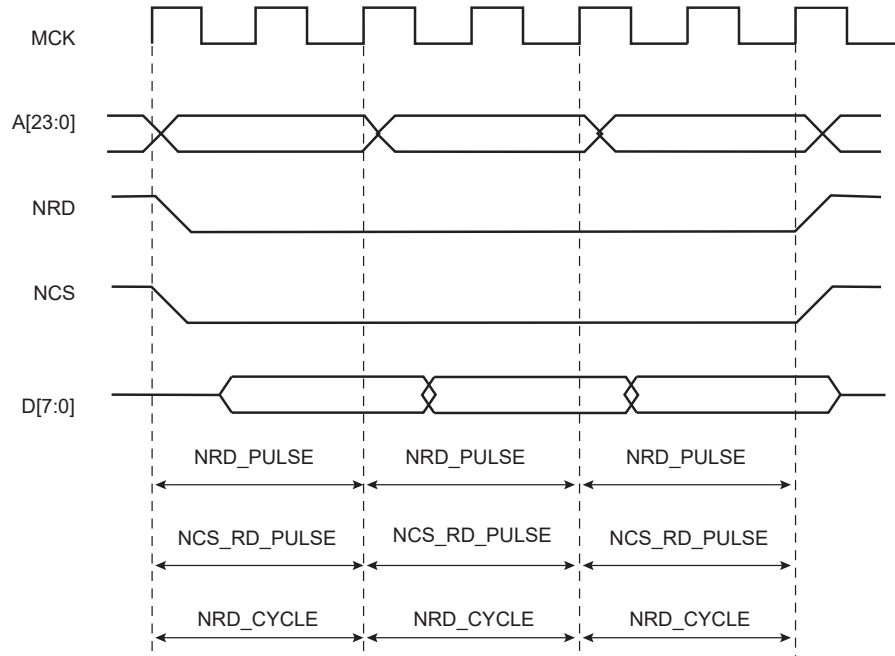 MCK
A[23:0]
NRD
NCS
D[7:0]
NRD_PULSE NRD_PULSE NRD_PULSE
NCS_RD_PULSE NCS_RD_PULSE NCS_RD_PULSE
NRD_CYCLE NRD_CYCLE NRD_CYCLE